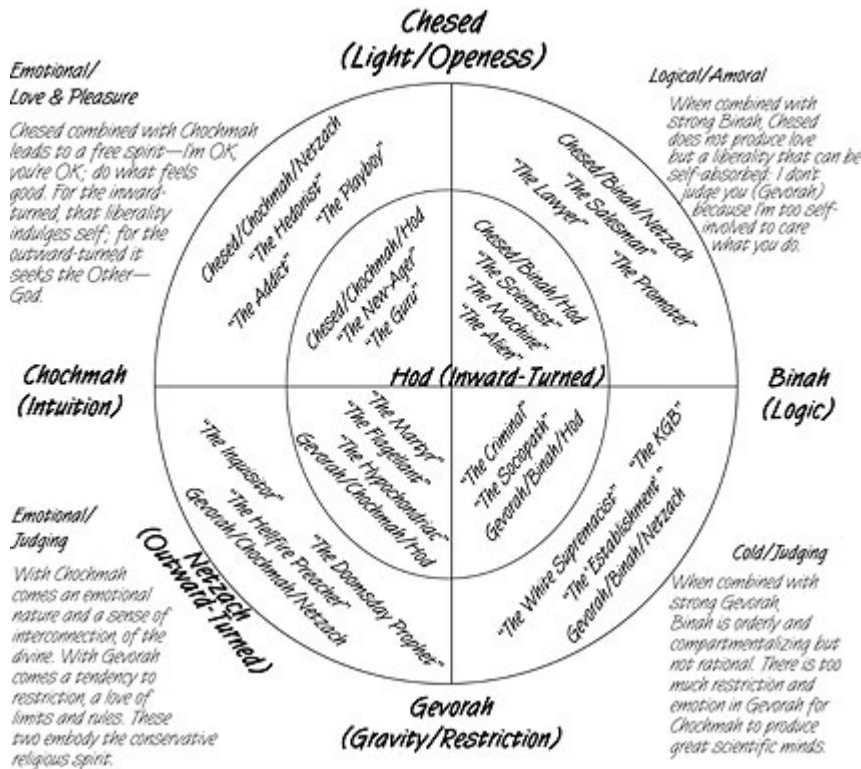 Chesed
(Light/Openess)
Emotional/
Love & Pleasure
Chesed combined with Chochmah
leads to a free spirit—I'm OK,
you're OK; do what feels
good. For the inward-
turned, that liberality
indulges self; for the
outward-turned it
seeks the Other—
God.
Logical/Amoral
When combined with
strong Binah, Chesed
does not produce love
but a liberality that can be
self-absorbed: I don't
judge you (Gevorah)
because I'm too self-
involved to care
what you do.
Chesed/Chochmah/Netzach
"The Hedonist"
"The Playboy"
"The Addict"
Chesed/Binah/Netzach
"The Salesman"
"The Lawyer"
"The Promoter"
Chesed/Chochmah/Hod
"The New-Ager"
"The Guru"
Chesed/Binah/Hod
"The Scientist"
"The Machine"
"The Alien"
Chochmah
(Intuition)
Hod (Inward-Turned)
Binah
(Logic)
"The Martyr"
"The Flagellant"
"The Hypochondriac"
Gevorah/Chochmah/Hod
"The Criminal"
"The Socopath"
Gevorah/Binah/Hod
"The Inquisitor"
"The Hellfire Preacher"
Gevorah/Chochmah/Netzach
"The Doomsday Prophet"
"The KGB"
"The White Supremacist"
"The 'Establishment'"
Gevorah/Binah/Netzach
Netzach
(Outward-Turned)
Emotional/
Judging
With Chochmah
comes an emotional
nature and a sense of
interconnection, of the
divine. With Gevorah
comes a tendency to
restriction, a love of
limits and rules. These
two embody the conservative
religious spirit.
Cold/Judging
When combined with
strong Gevorah,
Binah is orderly and
compartmentalizing but
not rational. There is too
much restriction and
emotion in Gevorah for
Chochmah to produce
great scientific minds.
Gevorah
(Gravity/Restriction)